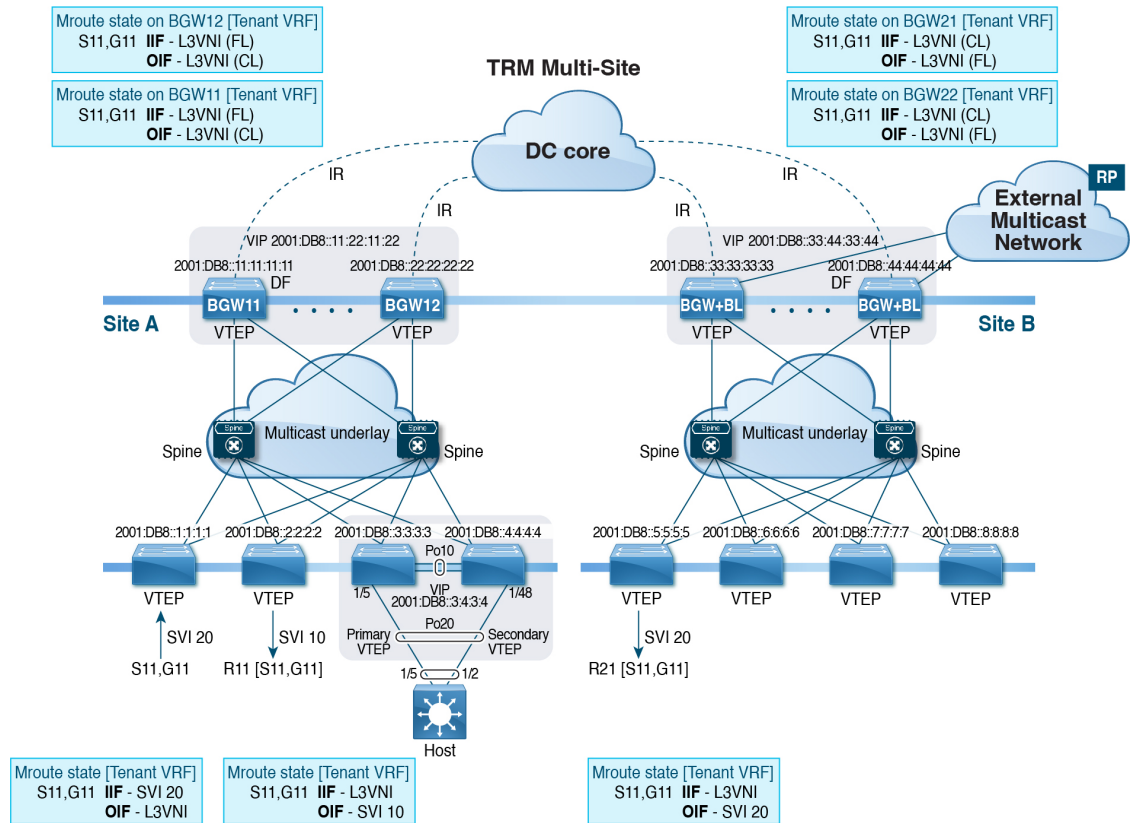 Mroute state on BGW12 [Tenant VRF]
S11,G11 IIF - L3VNI (FL)
OIF - L3VNI (CL)
Mroute state on BGW11 [Tenant VRF]
S11,G11 IIF - L3VNI (FL)
OIF - L3VNI (CL)
TRM Multi-Site
Mroute state on BGW21 [Tenant VRF]
S11,G11 IIF - L3VNI (CL)
OIF - L3VNI (FL)
Mroute state on BGW22 [Tenant VRF]
S11,G11 IIF - L3VNI (CL)
OIF - L3VNI (FL)
DC core
IR
IR
IR
IR
RP
External
Multicast
Network
VIP 2001:DB8::11:22:11:22
2001:DB8::11:11:11:11
2001:DB8::22:22:22:22
DF
BGW11
BGW12
VTEP
VTEP
Site A
VIP 2001:DB8::33:44:33:44
2001:DB8::33:33:33:33
2001:DB8::44:44:44:44
DF
BGW+BL
BGW+BL
VTEP
VTEP
Site B
Spine
Multicast underlay
Spine
Spine
Spine
Spine
Multicast underlay
Spine
Spine
Spine
2001:DB8::1:1:1:1
2001:DB8::2:2:2:2
2001:DB8::3:3:3:3
2001:DB8::4:4:4:4
2001:DB8::5:5:5:5
2001:DB8::6:6:6:6
2001:DB8::7:7:7:7
2001:DB8::8:8:8:8
Po10
1/5
VIP
1/48
2001:DB8::3:4:3:4
Po20
Primary
VTEP
Secondary
VTEP
1/5
1/2
Host
VTEP
VTEP
SVI 20
SVI 10
S11,G11
R11 [S11,G11]
VTEP
VTEP
VTEP
VTEP
SVI 20
R21 [S11,G11]
Mroute state [Tenant VRF]
S11,G11 IIF - SVI 20
OIF - L3VNI
Mroute state [Tenant VRF]
S11,G11 IIF - L3VNI
OIF - SVI 10
Mroute state [Tenant VRF]
S11,G11 IIF - L3VNI
OIF - SVI 20